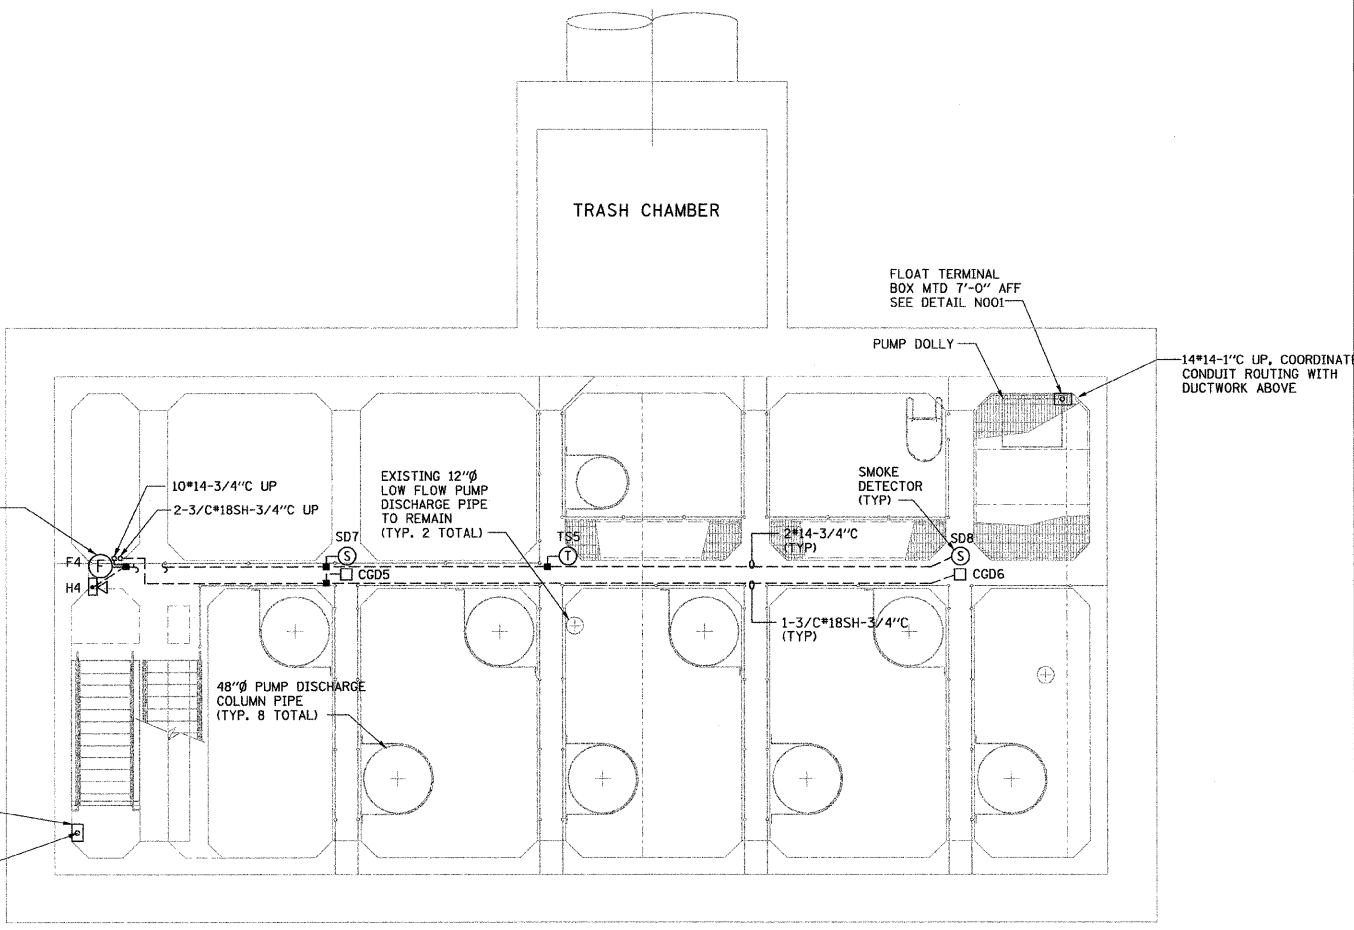 TRASH CHAMBER
FLOAT TERMINAL
BOX MTD 7'-0" AFF
SEE DETAIL N001
PUMP DOLLY
14#14-1"C UP, COORDINATE
CONDUIT ROUTING WITH
DUCTWORK ABOVE
10#14-3/4"C UP
2-3/C#18SH-3/4"C UP
EXISTING 12"Ø
LOW FLOW PUMP
DISCHARGE PIPE
TO REMAIN
(TYP. 2 TOTAL)
SMOKE
DETECTOR
(TYP)
SD7
S
TS5
T
2#14-3/4"C
(TYP)
SD8
S
F4
F
CGD5
CGD6
H4
1-3/C#18SH-3/4"C
(TYP)
48"Ø PUMP DISCHARGE
COLUMN PIPE
(TYP. 8 TOTAL)